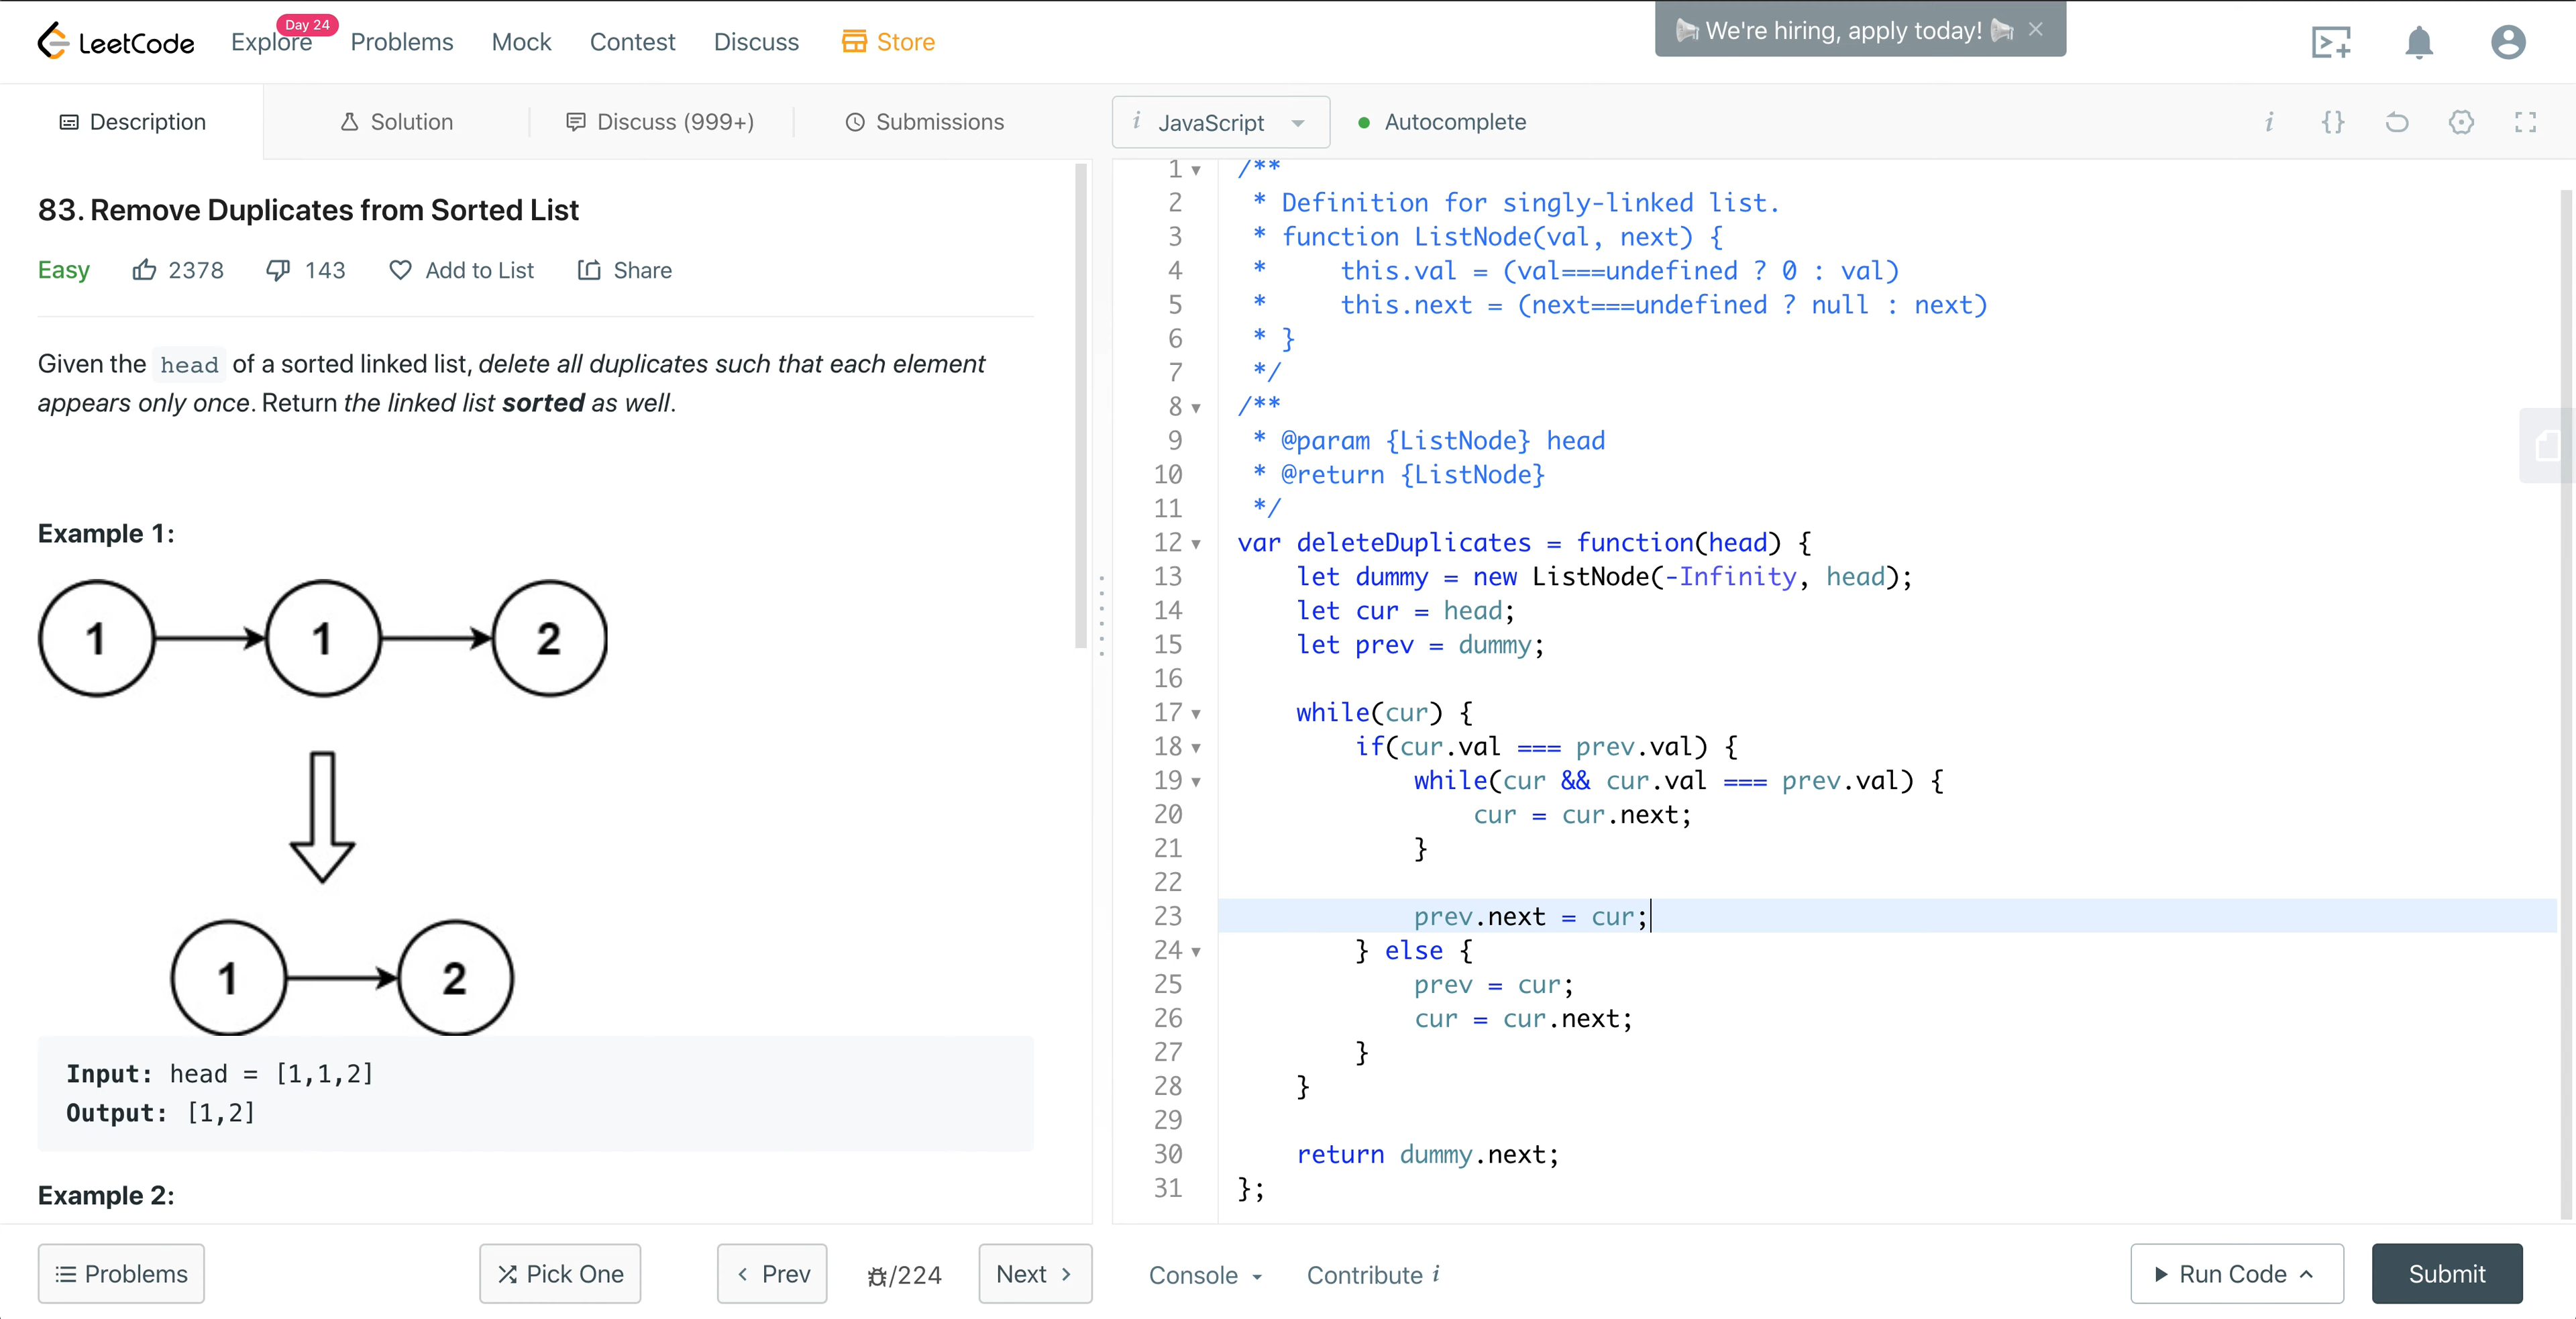 LeetCode
Explore
Day 24
Problems
Mock
Contest
Discuss
Store
We're hiring, apply today!
Description
Solution
Discuss (999+)
Submissions
83. Remove Duplicates from Sorted List
Easy 2378 143 Add to List Share
Given the head of a sorted linked list, delete all duplicates such that each element
appears only once. Return the linked list sorted as well.
Example 1:
1 1 2
1 2
Input: head = [1,1,2]
Output: [1,2]
Example 2:
Problems
Pick One
Prev
/224
Next
i JavaScript
Autocomplete
i {}
1 /**
2  * Definition for singly-linked list.
3  * function ListNode(val, next) {
4  *     this.val = (val===undefined ? 0 : val)
5  *     this.next = (next===undefined ? null : next)
6  * }
7  */
8 /**
9  * @param {ListNode} head
10  * @return {ListNode}
11  */
12 var deleteDuplicates = function(head) {
13     let dummy = new ListNode(-Infinity, head);
14     let cur = head;
15     let prev = dummy;
16
17     while(cur) {
18         if(cur.val === prev.val) {
19             while(cur && cur.val === prev.val) {
20                 cur = cur.next;
21             }
22
23             prev.next = cur;
24         } else {
25             prev = cur;
26             cur = cur.next;
27         }
28     }
29
30     return dummy.next;
31 };
Console
Contribute i
Run Code
Submit